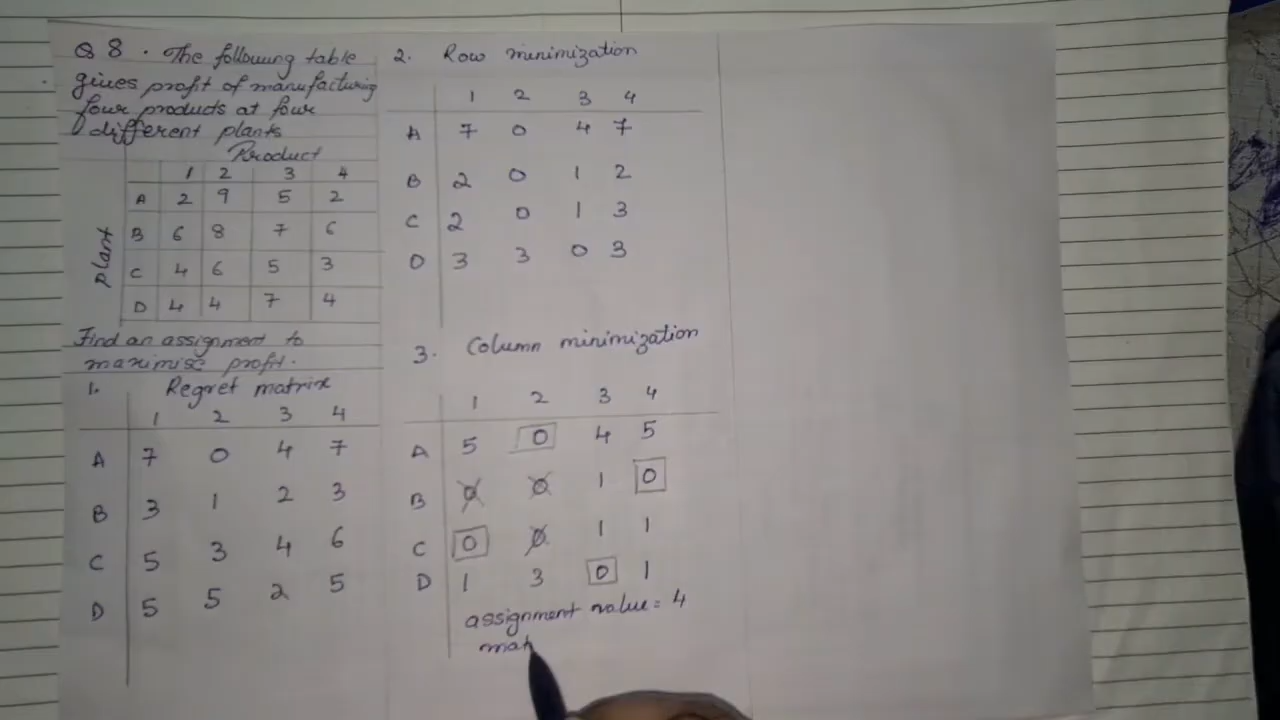 Q 8. The following table
gives profit of manufacturing
four products at four
different plants
Product
1 2 3 4
Plant
A 2 9 5 2
B 6 8 7 6
C 4 6 5 3
D 4 4 7 4
Find an assignment to
maximise profit.
1. Regret matrix
1 2 3 4
A 7 0 4 7
B 3 1 2 3
C 5 3 4 6
D 5 5 2 5
2. Row minimization
1 2 3 4
A 7 0 4 7
B 2 0 1 2
C 2 0 1 3
D 3 3 0 3
3. Column minimization
1 2 3 4
A 5 0 4 5
B 0 0 1 0
C 0 0 1 1
D 1 3 0 1
assignment value = 4
mat